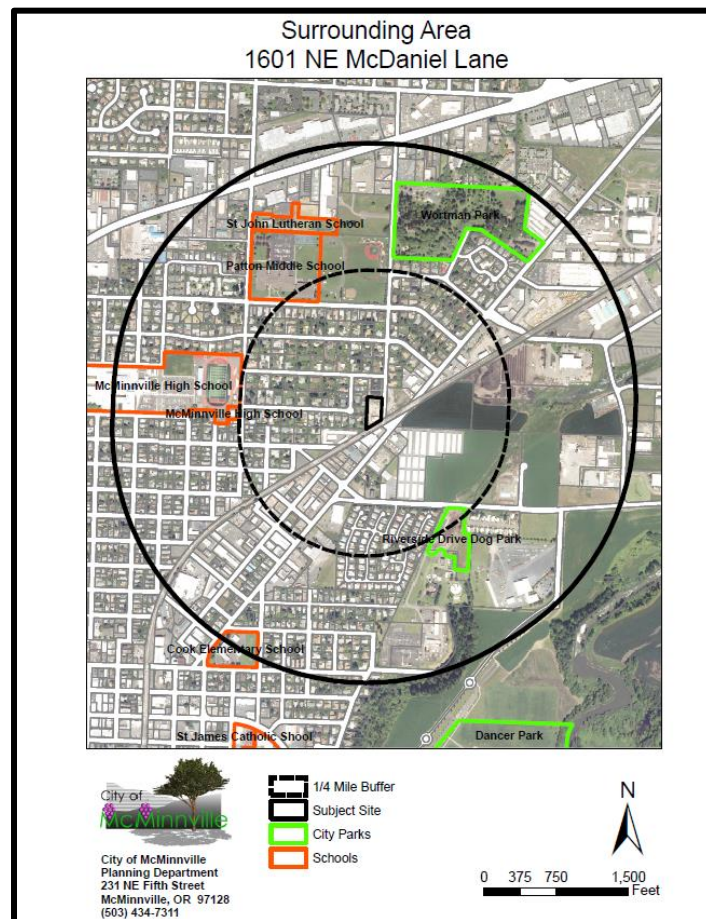 Surrounding Area
1601 NE McDaniel Lane
Wortman Park
St John Lutheran School
Patton Middle School
McMinnville High School
McMinnville High School
Riverside Drive Dog Park
Cook Elementary School
St James Catholic Shool
Dancer Park
City of
McMinnville
City of McMinnville
Planning Department
231 NE Fifth Street
McMinnville, OR 97128
(503) 434-7311
1/4 Mile Buffer
Subject Site
City Parks
Schools
N
0 375 750 1,500
Feet